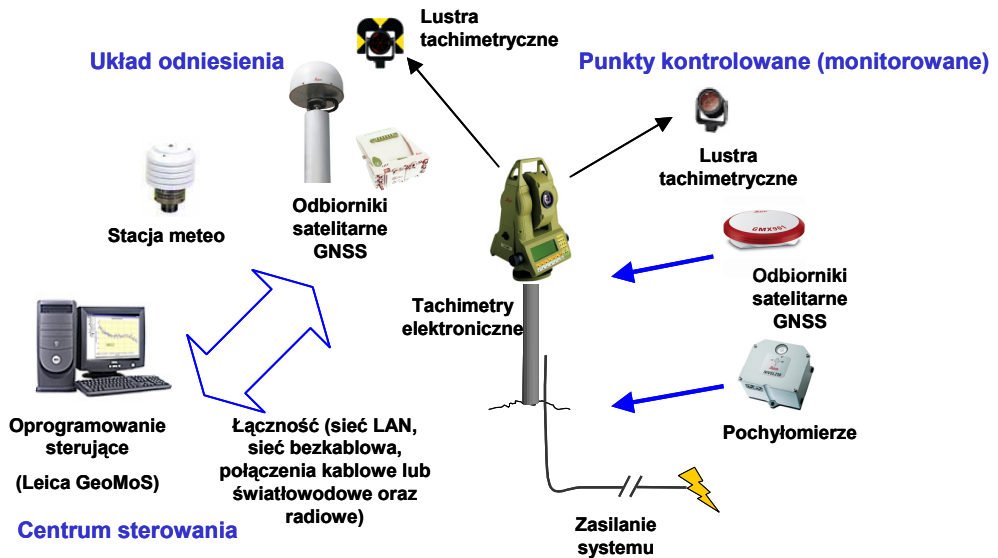 Lustra
tachimetryczne
Układ odniesienia
Punkty kontrolowane (monitorowane)
Lustra
tachimetryczne
Stacja meteo
Odbiorniki
satelitarne
GNSS
GMX901
Odbiorniki
satelitarne
GNSS
Tachimetry
elektroniczne
Pochyłomierze
Oprogramowanie
sterujące
(Leica GeoMoS)
Łączność (sieć LAN,
sieć bezkablowa,
połączenia kablowe lub
światłowodowe oraz
radiowe)
Centrum sterowania
Zasilanie
systemu